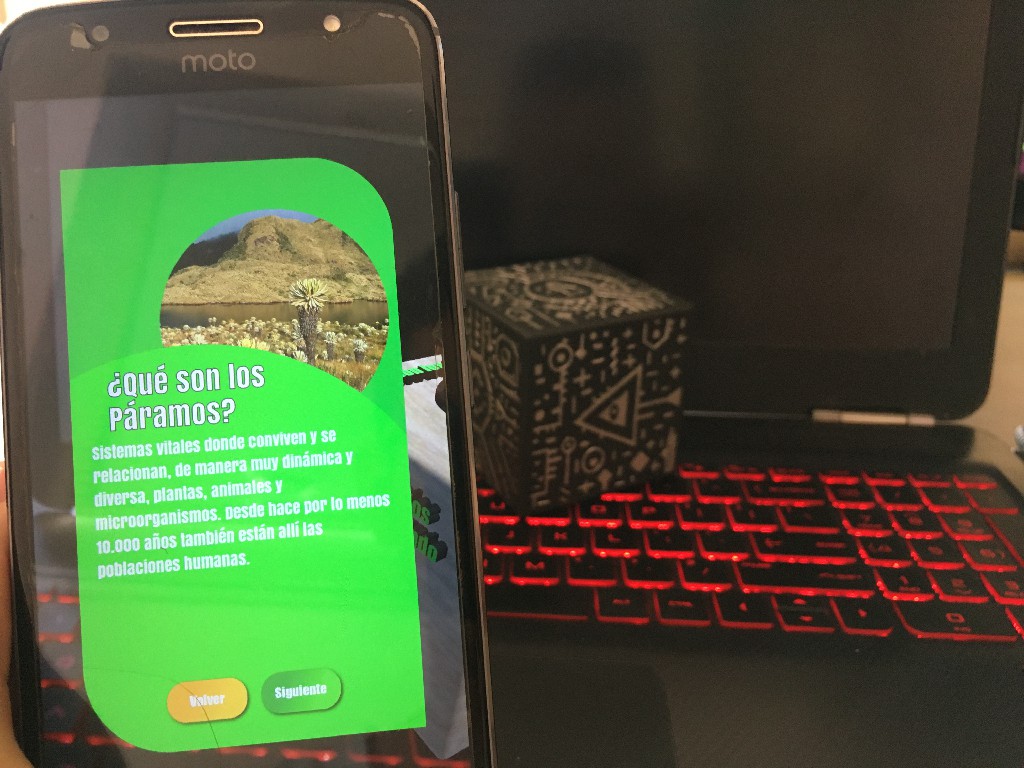 moto
¿Qué son los
Páramos?
Sistemas vitales donde conviven y se
relacionan, de manera muy dinámica y
diversa, plantas, animales y
microorganismos. Desde hace por lo menos
10.000 años también están allí las
poblaciones humanas.
Volver
Siguiente